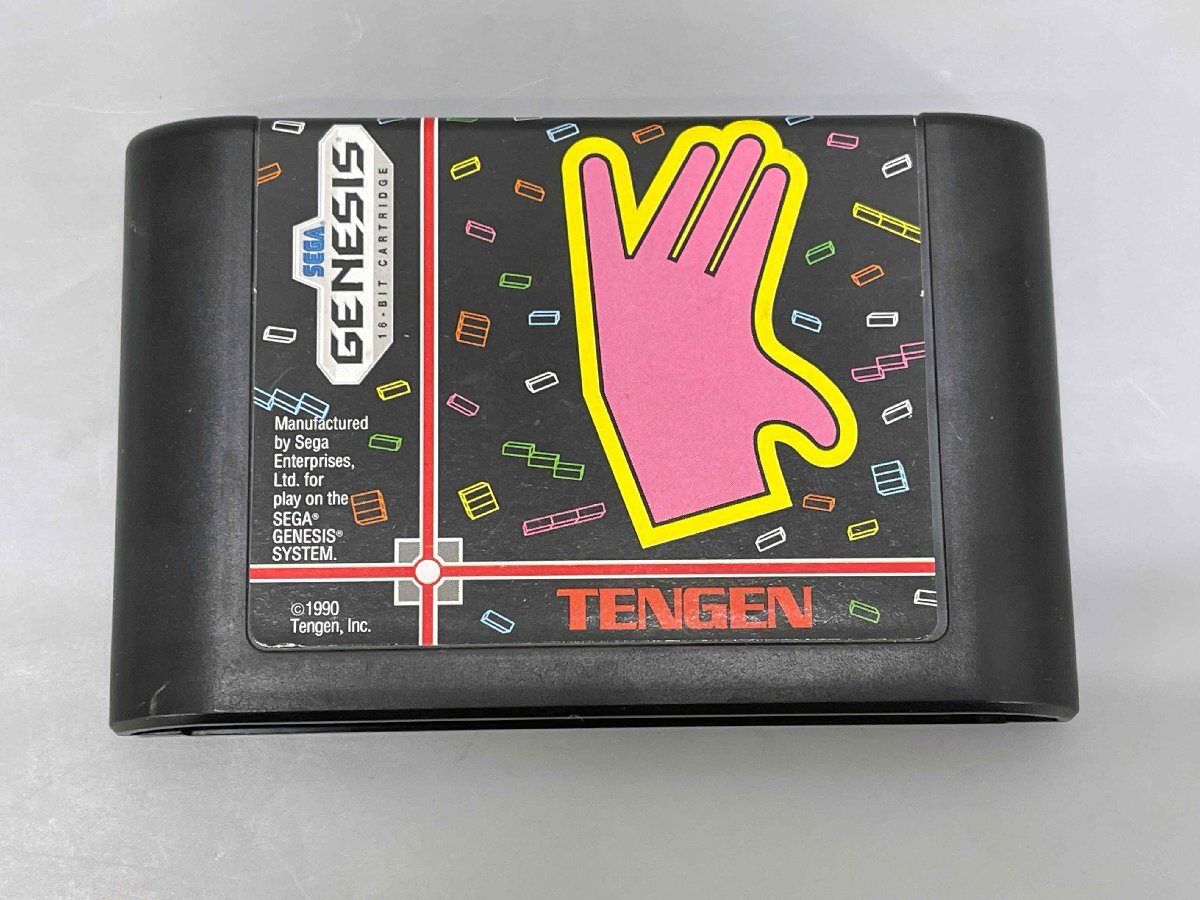 SEGA
GENESIS
16-BIT CARTRIDGE
Manufactured
by Sega
Enterprises,
Ltd. for
play on the
SEGA®
GENESIS®
SYSTEM.
©1990
Tengen, Inc.
TENGEN